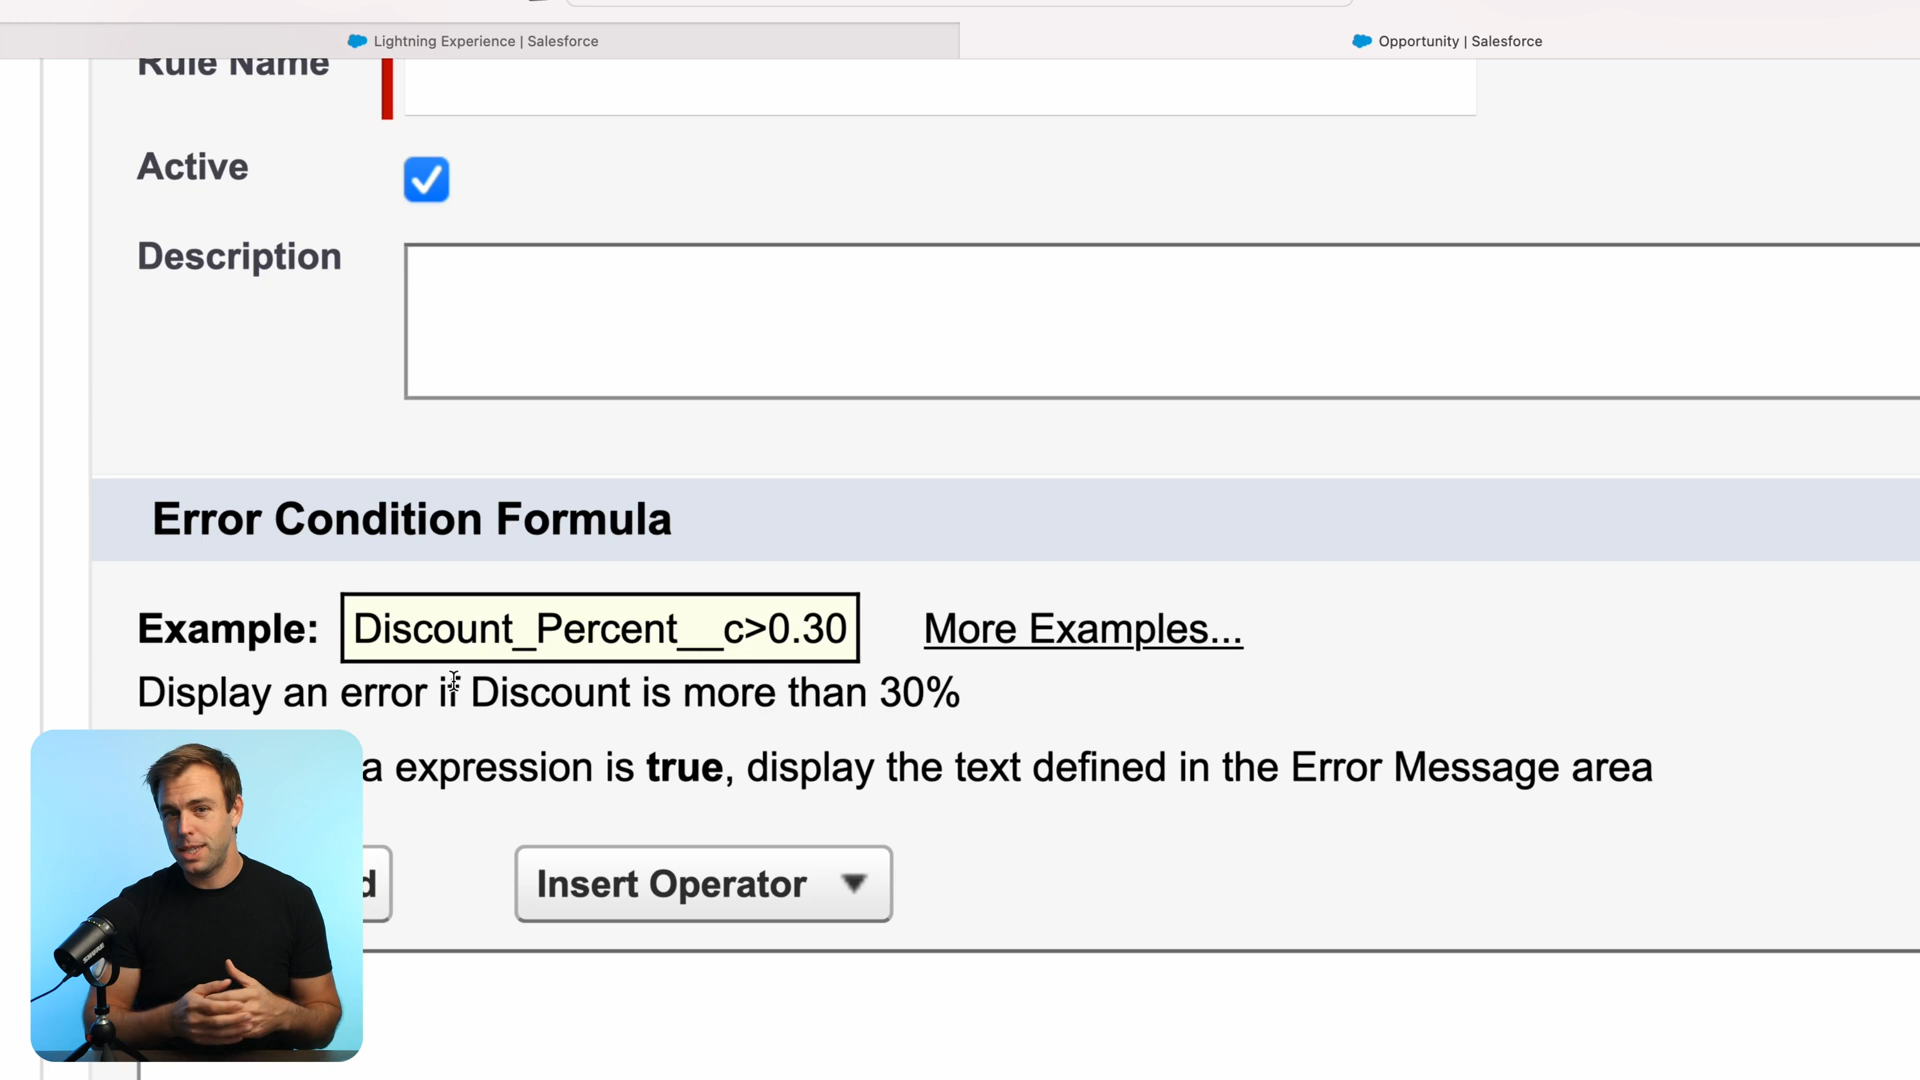 Lightning Experience | Salesforce
Opportunity | Salesforce
Rule Name
Active
Description
Error Condition Formula
Example: Discount_Percent__c>0.30 More Examples...
Display an error if Discount is more than 30%
a expression is true, display the text defined in the Error Message area
d
Insert Operator
SHURE